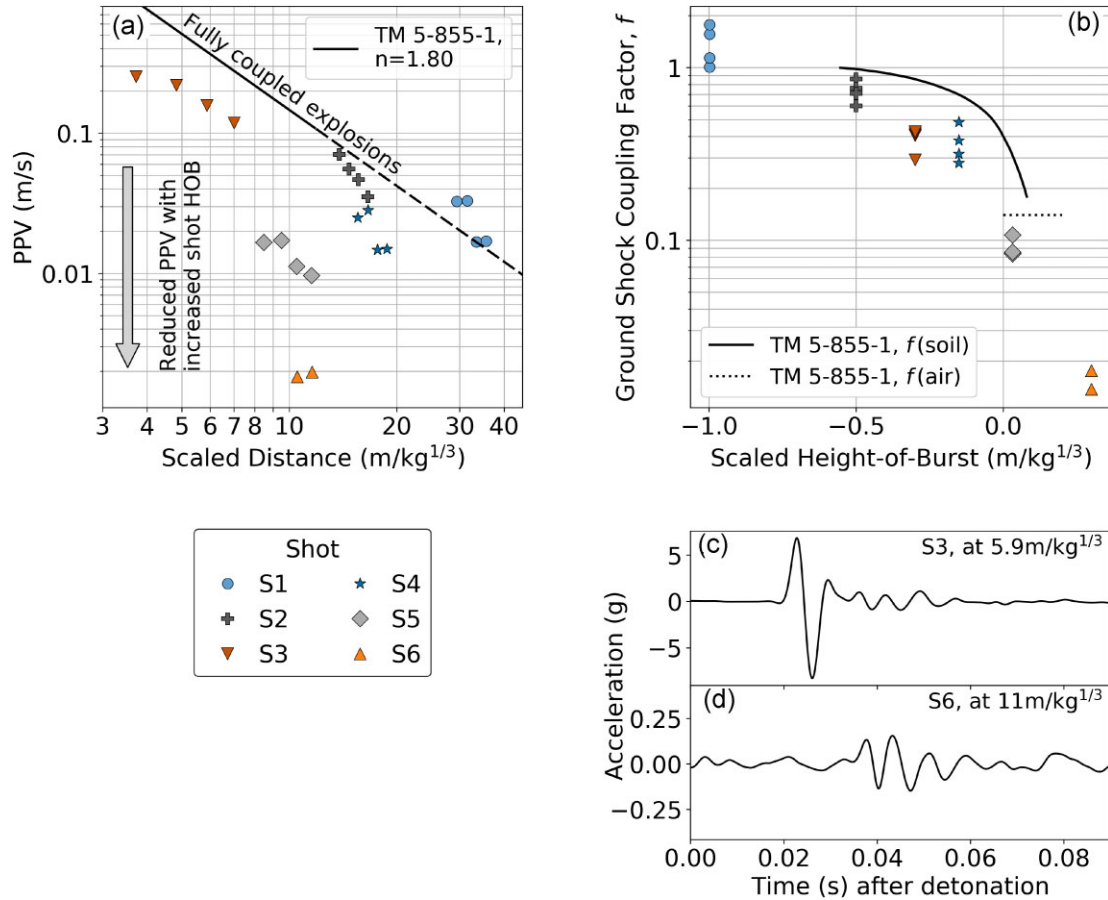 (a)
TM 5-855-1,
n=1.80
Fully coupled explosions
PPV (m/s)
0.1
0.01
Reduced PPV with
increased shot HOB
3 4 5 6 7 8 9 10 20 30 40
Scaled Distance (m/kg1/3)
(b)
Ground Shock Coupling Factor, f
1
0.1
TM 5-855-1, f(soil)
TM 5-855-1, f(air)
−1.0 −0.5 0.0
Scaled Height-of-Burst (m/kg1/3)
Shot
S1 S4
S2 S5
S3 S6
(c)
S3, at 5.9m/kg1/3
5
0
−5
Acceleration (g)
(d)
S6, at 11m/kg1/3
0.25
0.00
−0.25
0.00 0.02 0.04 0.06 0.08
Time (s) after detonation